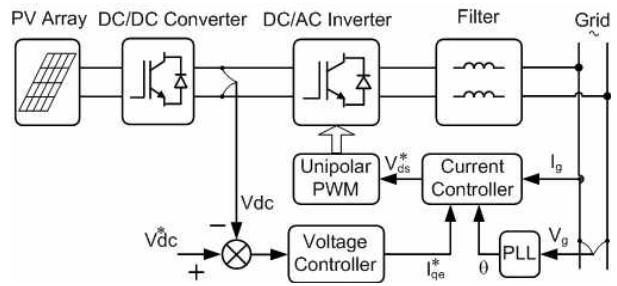 PV Array
DC/DC Converter
DC/AC Inverter
Filter
Grid
~
Unipolar
PWM
V*ds
Current
Controller
Ig
Vdc
−
V*dc
+
Voltage
Controller
I*qe
θ
PLL
Vg